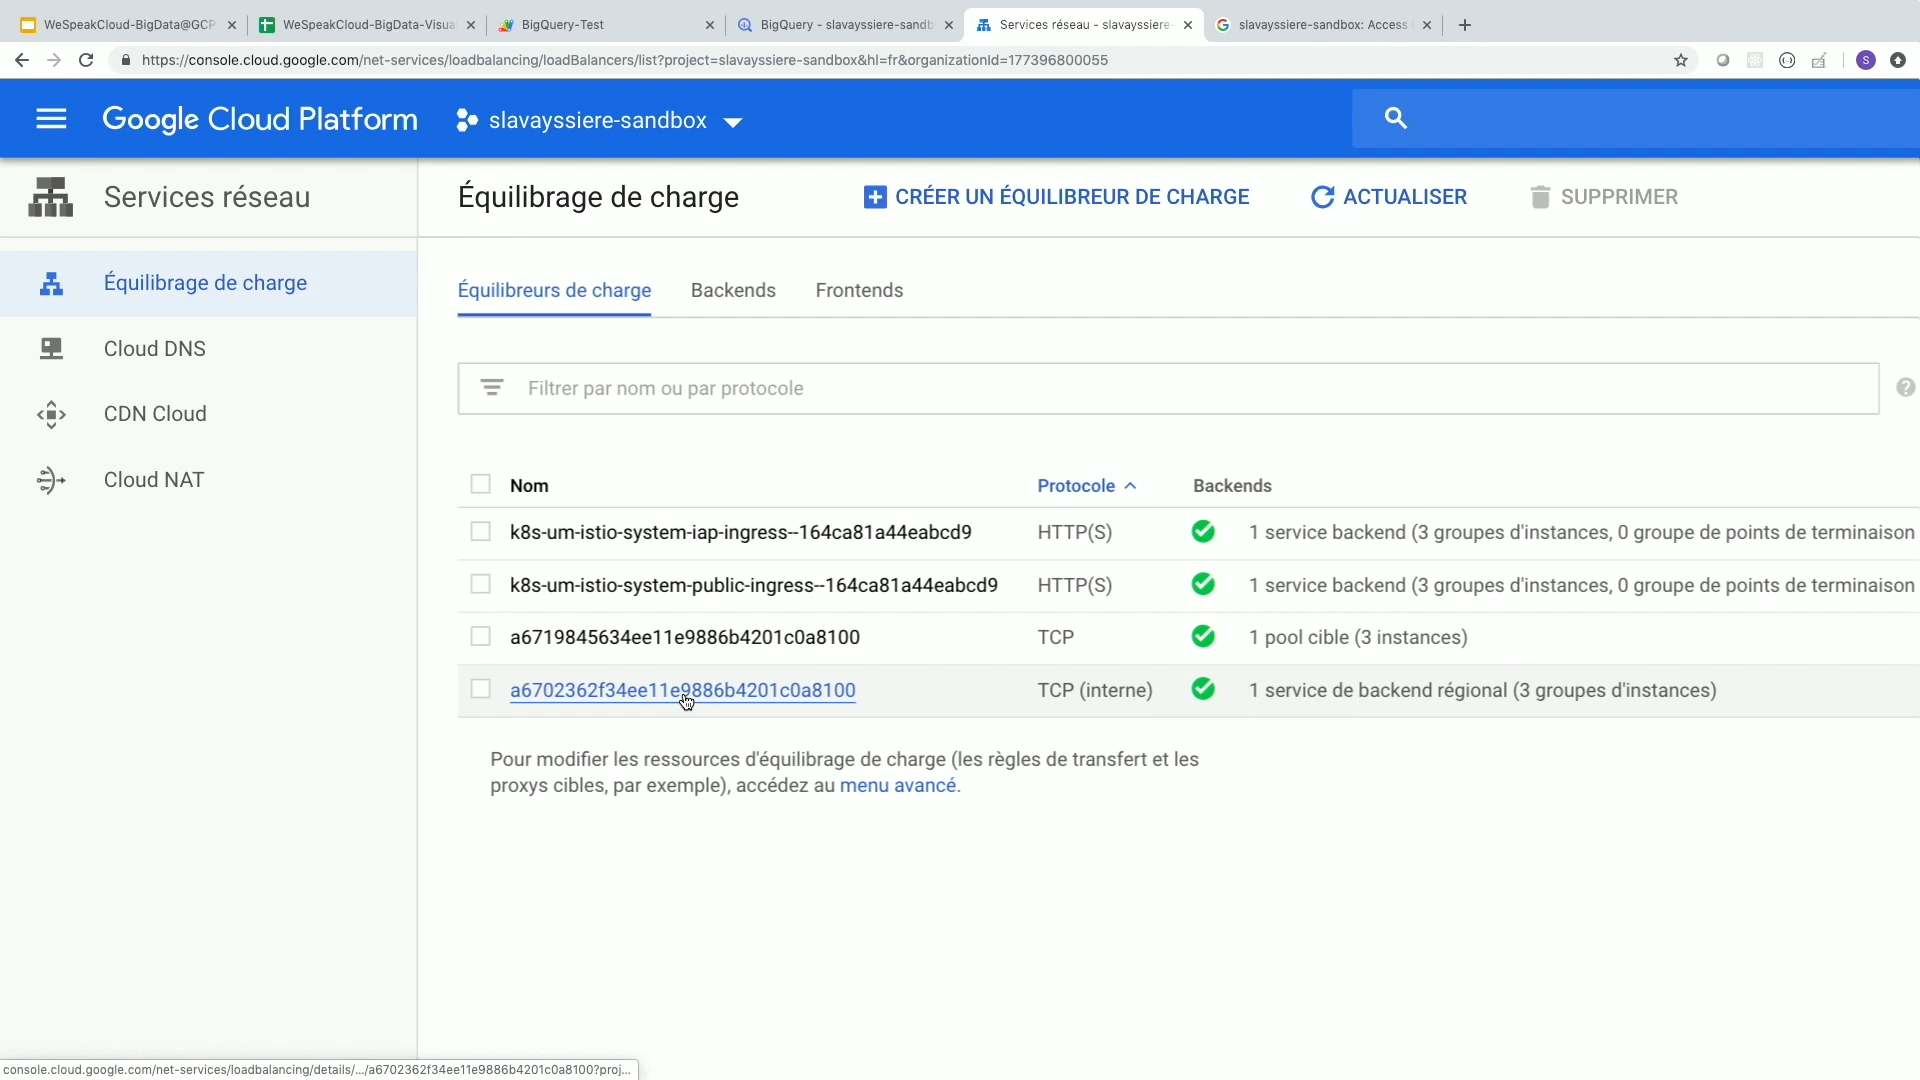 WeSpeakCloud-BigData@GCP
WeSpeakCloud-BigData-Visua
BigQuery-Test
BigQuery - slavayssiere-sandb
Services réseau - slavayssiere-
slavayssiere-sandbox: Access
https://console.cloud.google.com/net-services/loadbalancing/loadBalancers/list?project=slavayssiere-sandbox&hl=fr&organizationId=177396800055
S
Google Cloud Platform
slavayssiere-sandbox
Services réseau
Équilibrage de charge
CRÉER UN ÉQUILIBREUR DE CHARGE
ACTUALISER
SUPPRIMER
Équilibrage de charge
Cloud DNS
CDN Cloud
Cloud NAT
Équilibreurs de charge
Backends
Frontends
Filtrer par nom ou par protocole
Nom Protocole Backends
k8s-um-istio-system-iap-ingress--164ca81a44eabcd9 HTTP(S) 1 service backend (3 groupes d'instances, 0 groupe de points de terminaison
k8s-um-istio-system-public-ingress--164ca81a44eabcd9 HTTP(S) 1 service backend (3 groupes d'instances, 0 groupe de points de terminaison
a6719845634ee11e9886b4201c0a8100 TCP 1 pool cible (3 instances)
a6702362f34ee11e9886b4201c0a8100 TCP (interne) 1 service de backend régional (3 groupes d'instances)
Pour modifier les ressources d'équilibrage de charge (les règles de transfert et les
proxys cibles, par exemple), accédez au menu avancé.
console.cloud.google.com/net-services/loadbalancing/details/.../a6702362f34ee11e9886b4201c0a8100?proj...